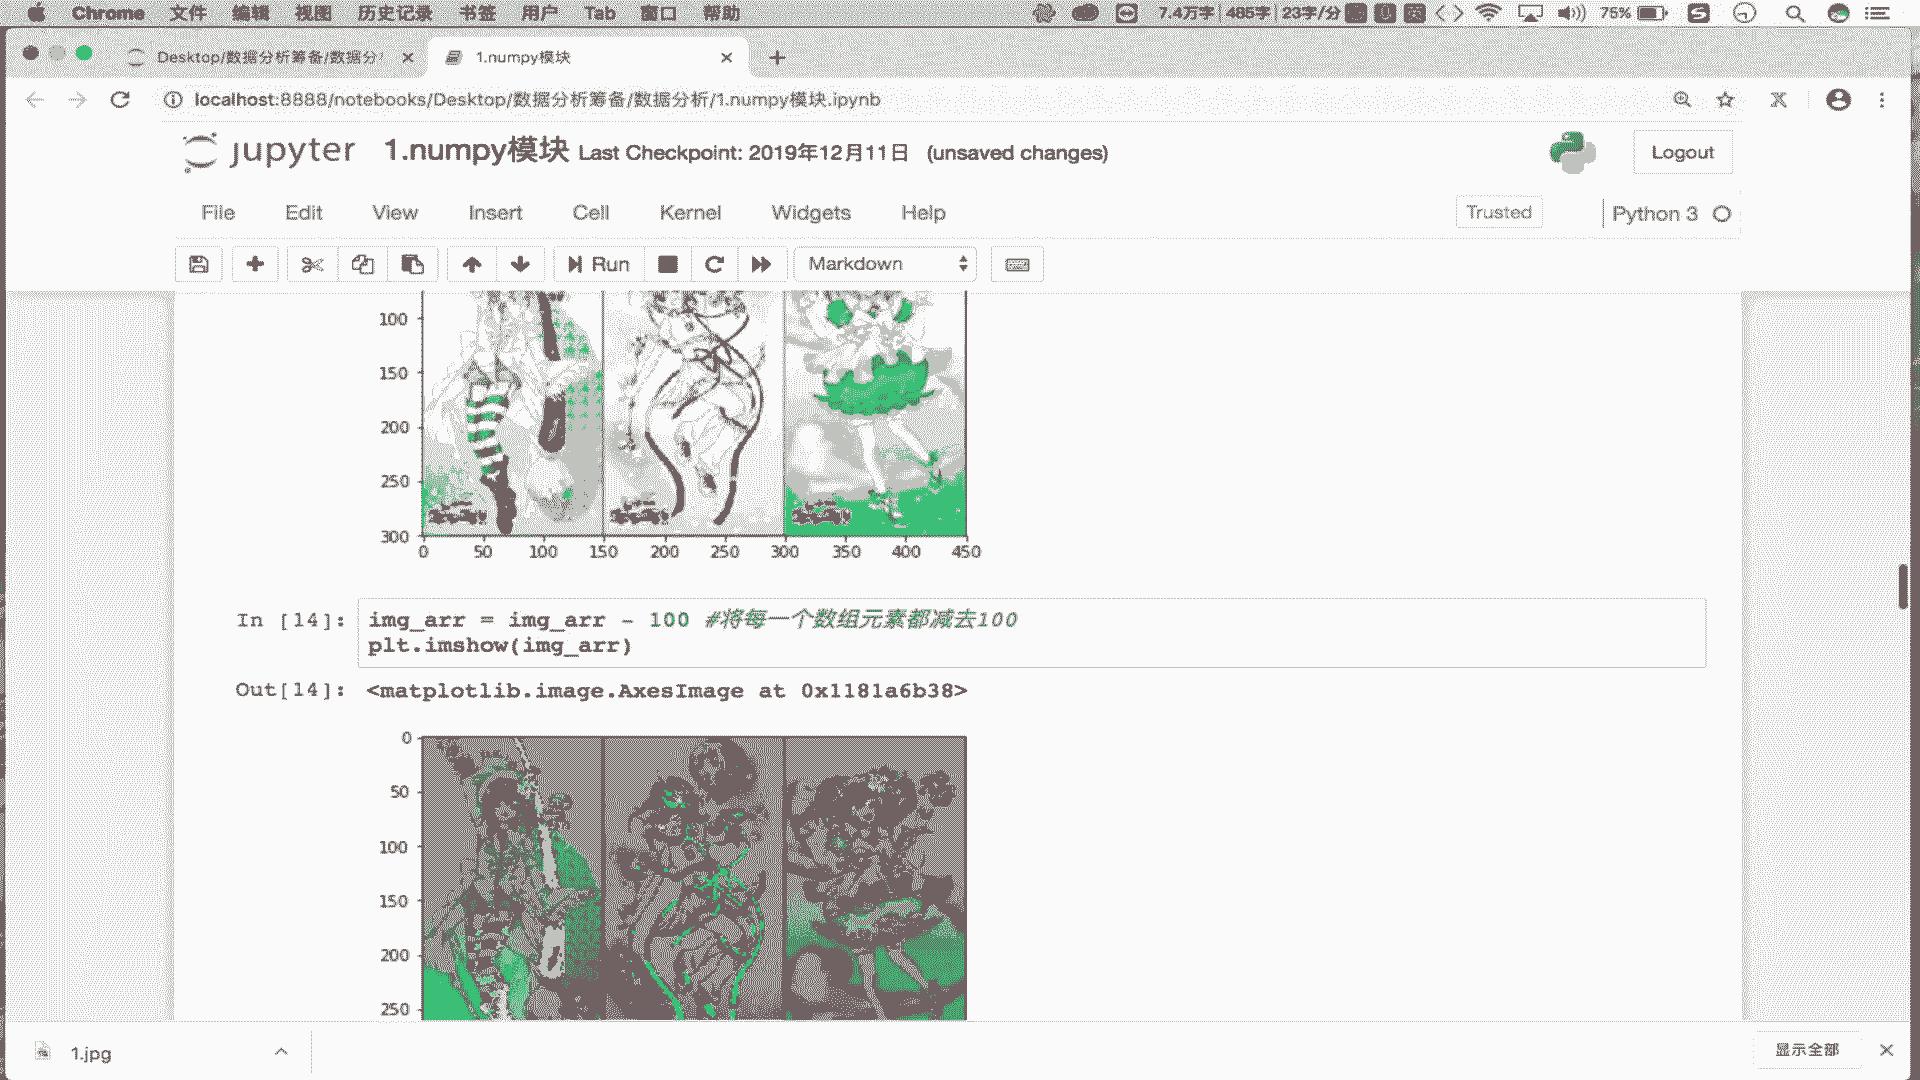 Chrome 文件 编辑 视图 历史记录 书签 用户 Tab 窗口 帮助 7.4万字 485字 23字/分 75%
Desktop/数据分析筹备/数据分 1.numpy模块
localhost:8888/notebooks/Desktop/数据分析筹备/数据分析/1.numpy模块.ipynb
jupyter 1.numpy模块 Last Checkpoint: 2019年12月11日 (unsaved changes) Logout
File Edit View Insert Cell Kernel Widgets Help Trusted Python 3
Run Markdown
100
150
200
250
300
0 50 100 150 200 250 300 350 400 450
In [14]: img_arr = img_arr - 100 #将每一个数组元素都减去100
plt.imshow(img_arr)
Out[14]: <matplotlib.image.AxesImage at 0x1181a6b38>
0
50
100
150
200
250
1.jpg 显示全部